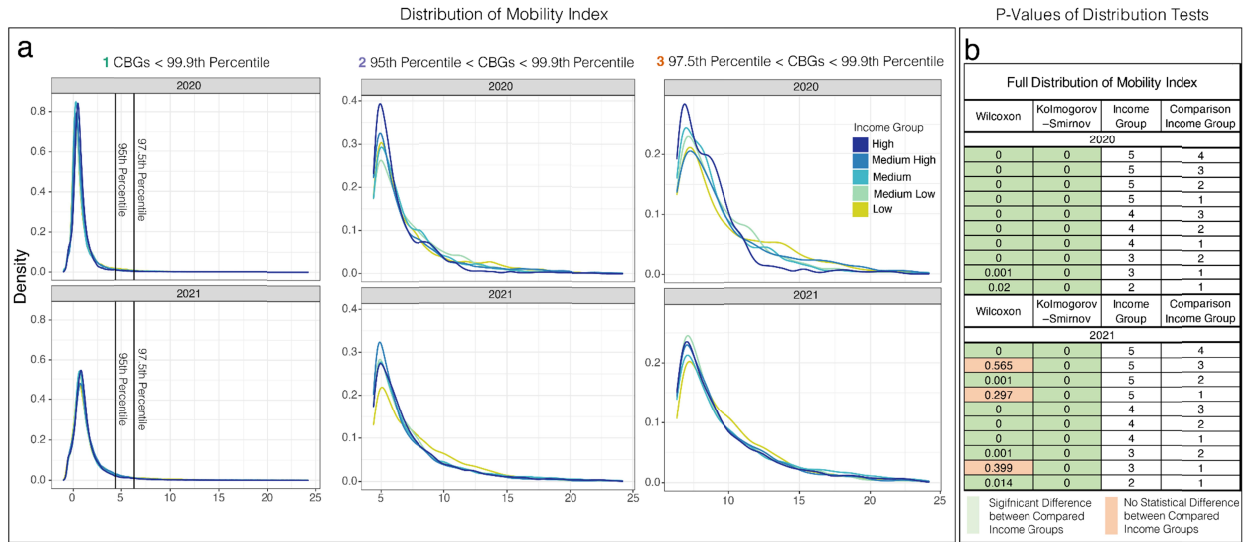 Distribution of Mobility Index
P-Values of Distribution Tests
a
1 CBGs < 99.9th Percentile
2 95th Percentile < CBGs < 99.9th Percentile
3 97.5th Percentile < CBGs < 99.9th Percentile
2020
2020
2020
0.8
0.6
0.4
0.2
0.0
95th Percentile
97.5th Percentile
0.4
0.3
0.2
0.1
0.0
0.2
0.1
0.0
Income Group
High
Medium High
Medium
Medium Low
Low
Density
2021
2021
2021
0.8
0.6
0.4
0.2
0.0
95th Percentile
97.5th Percentile
0 5 10 15 20 25
0.4
0.3
0.2
0.1
0.0
5 10 15 20 25
0.2
0.1
0.0
10 15 20 25
b
Full Distribution of Mobility Index
Wilcoxon Kolmogorov Income Comparison
–Smirnov Group Income Group
2020
0 0 5 4
0 0 5 3
0 0 5 2
0 0 5 1
0 0 4 3
0 0 4 2
0 0 4 1
0 0 3 2
0.001 0 3 1
0.02 0 2 1
Wilcoxon Kolmogorov Income Comparison
–Smirnov Group Income Group
2021
0 0 5 4
0.565 0 5 3
0.001 0 5 2
0.297 0 5 1
0 0 4 3
0 0 4 2
0 0 4 1
0.001 0 3 2
0.399 0 3 1
0.014 0 2 1
Sigifnicant Difference
between Compared
Income Groups
No Statistical Difference
between Compared
Income Groups